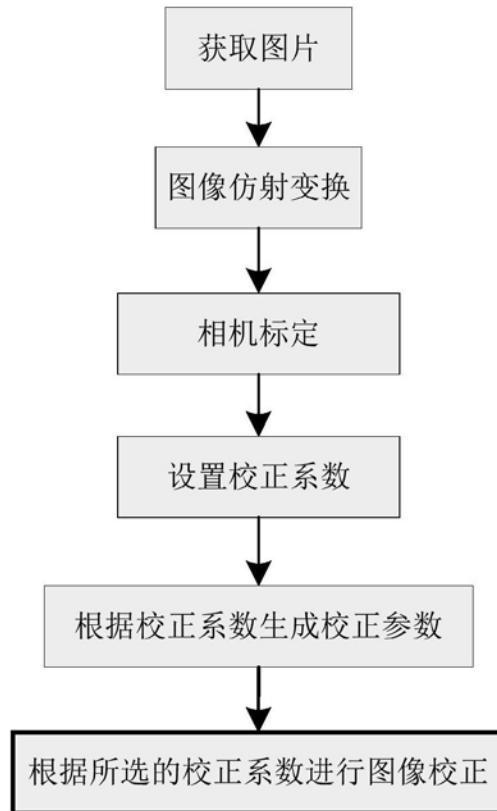 获取图片
图像仿射变换
相机标定
设置校正系数
根据校正系数生成校正参数
根据所选的校正系数进行图像校正